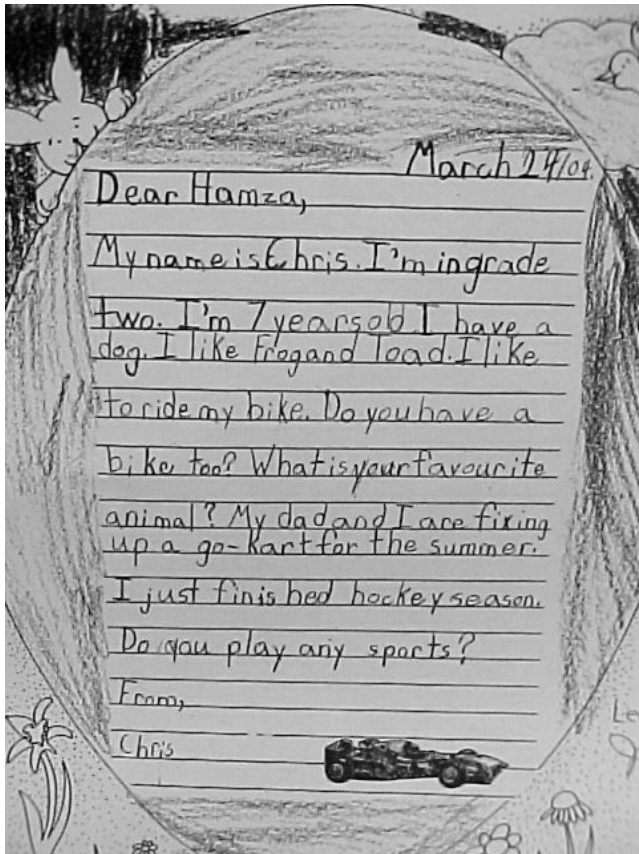 March 24/04.
Dear Hamza,
My name is Chris. I'm in grade
two. I'm 7 years old. I have a
dog. I like Frog and Toad. I like
to ride my bike. Do you have a
bike too? What is your favourite
animal? My dad and I are fixing
up a go-kart for the summer.
I just finished hockey season.
Do you play any sports?
From,
Chris